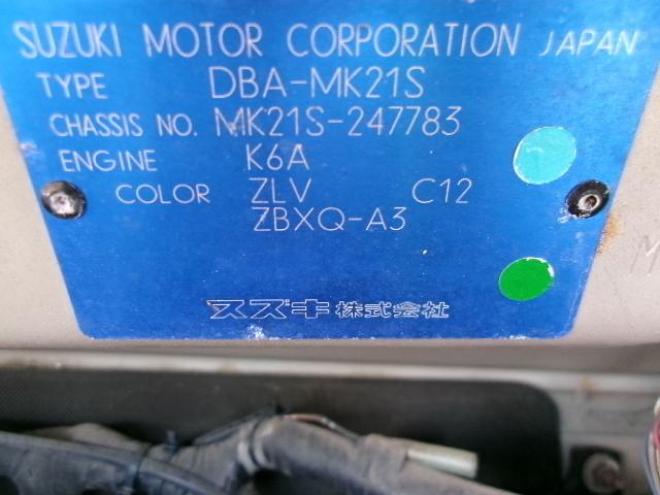 SUZUKI MOTOR CORPORATION JAPAN
TYPE DBA-MK21S
CHASSIS NO. MK21S-247783
ENGINE K6A
COLOR ZLV C12
ZBXQ-A3
スズキ株式会社